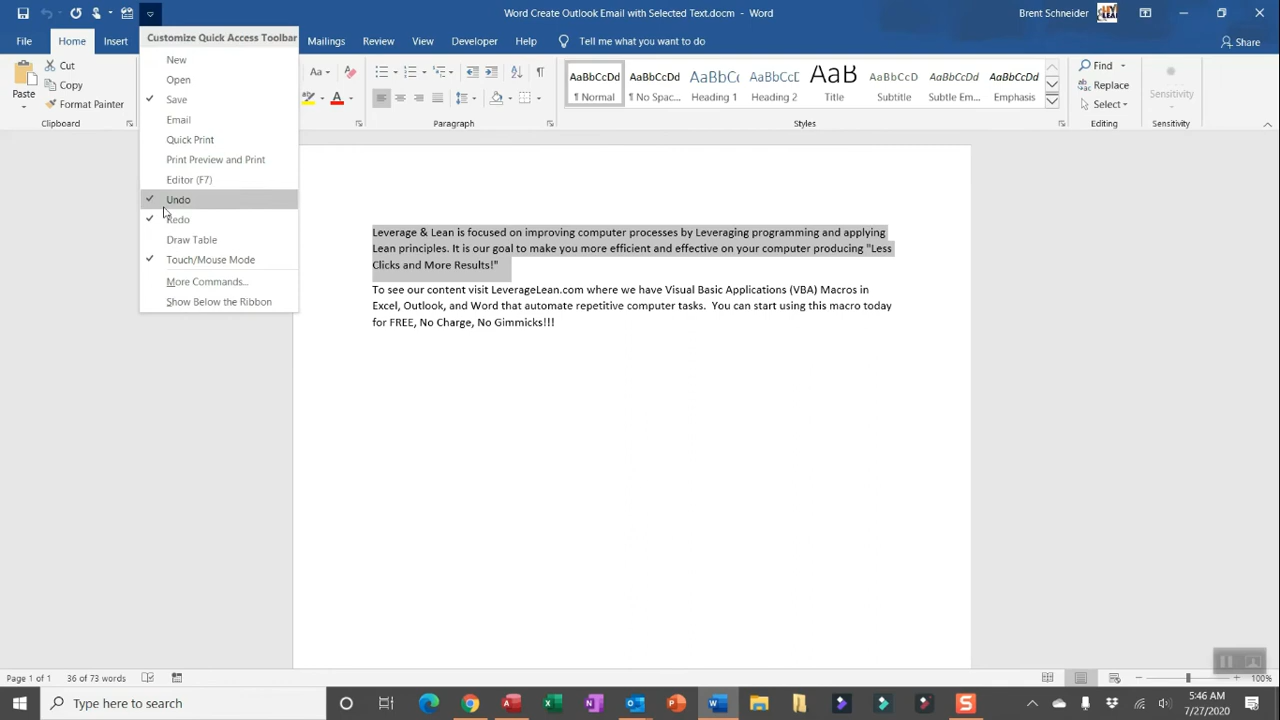 Word Create Outlook Email with Selected Text.docm - Word
Brent Schneider
File
Home
Insert
Mailings
Review
View
Developer
Help
Tell me what you want to do
Share
Customize Quick Access Toolbar
New
Open
Save
Email
Quick Print
Print Preview and Print
Editor (F7)
Undo
Redo
Draw Table
Touch/Mouse Mode
More Commands...
Show Below the Ribbon
Paste
Cut
Copy
Format Painter
Clipboard
Aa
A
Paragraph
AaBbCcDd
¶ Normal
AaBbCcDd
¶ No Spac...
AaBbCc
Heading 1
AaBbCcD
Heading 2
AaB
Title
AaBbCcD
Subtitle
AaBbCcDd
Subtle Em...
AaBbCcDd
Emphasis
Styles
Find
Replace
Select
Editing
Sensitivity
Sensitivity
Leverage & Lean is focused on improving computer processes by Leveraging programming and applying
Lean principles. It is our goal to make you more efficient and effective on your computer producing "Less
Clicks and More Results!"
To see our content visit LeverageLean.com where we have Visual Basic Applications (VBA) Macros in
Excel, Outlook, and Word that automate repetitive computer tasks. You can start using this macro today
for FREE, No Charge, No Gimmicks!!!
Page 1 of 1
36 of 73 words
100%
Type here to search
5:46 AM
7/27/2020